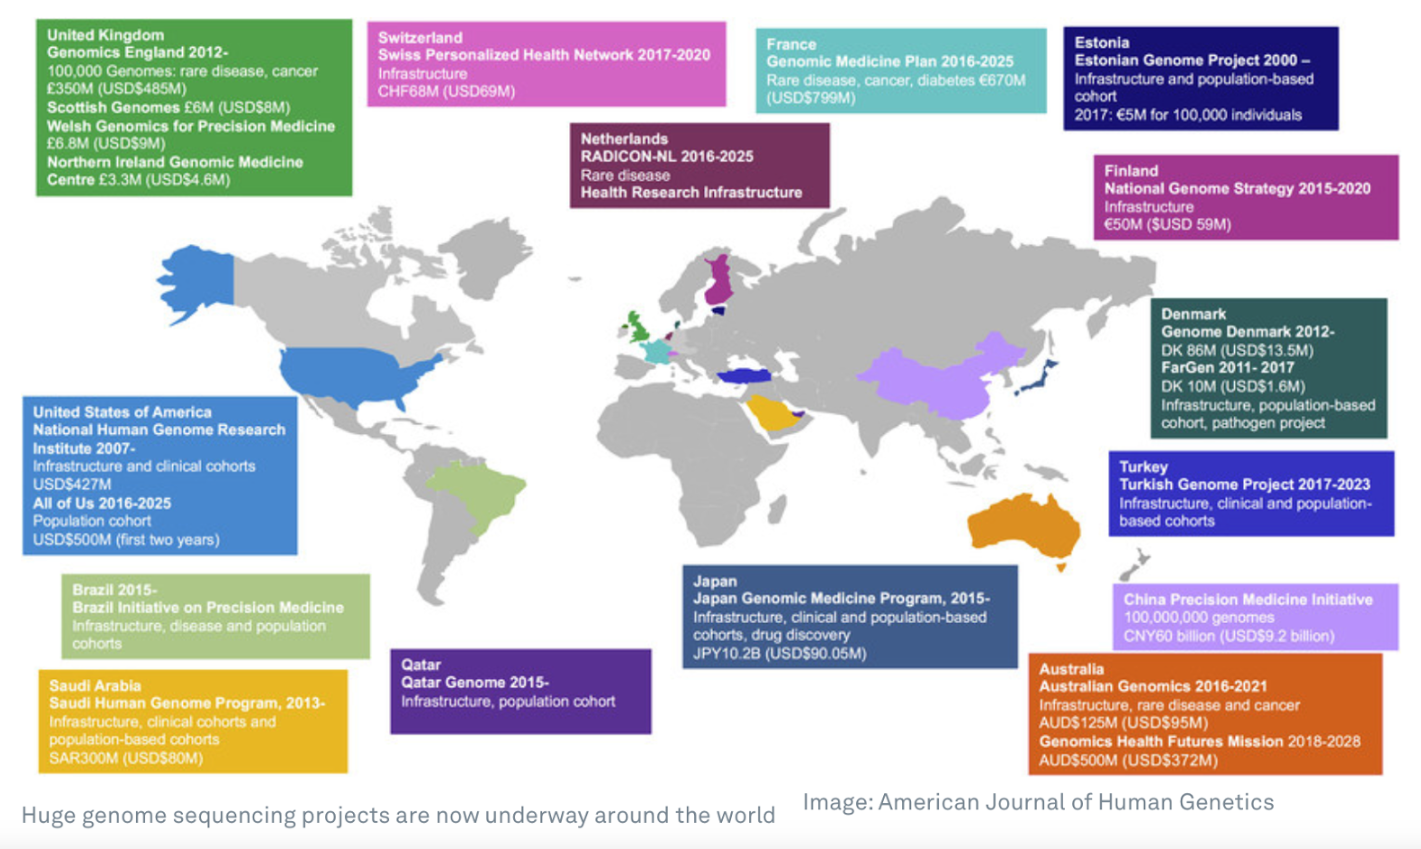 United Kingdom
Genomics England 2012-
100,000 Genomes: rare disease, cancer
£350M (USD$485M)
Scottish Genomes £6M (USD$8M)
Welsh Genomics for Precision Medicine
£6.8M (USD$9M)
Northern Ireland Genomic Medicine
Centre £3.3M (USD$4.6M)
Switzerland
Swiss Personalized Health Network 2017-2020
Infrastructure
CHF68M (USD69M)
France
Genomic Medicine Plan 2016-2025
Rare disease, cancer, diabetes €670M
(USD$799M)
Estonia
Estonian Genome Project 2000 –
Infrastructure and population-based
cohort
2017: €5M for 100,000 individuals
Netherlands
RADICON-NL 2016-2025
Rare disease
Health Research Infrastructure
Finland
National Genome Strategy 2015-2020
Infrastructure
€50M ($USD 59M)
Denmark
Genome Denmark 2012-
DK 86M (USD$13.5M)
FarGen 2011- 2017
DK 10M (USD$1.6M)
Infrastructure, population-based
cohort, pathogen project
United States of America
National Human Genome Research
Institute 2007-
Infrastructure and clinical cohorts
USD$427M
All of Us 2016-2025
Population cohort
USD$500M (first two years)
Turkey
Turkish Genome Project 2017-2023
Infrastructure, clinical and population-
based cohorts
Brazil 2015-
Brazil Initiative on Precision Medicine
Infrastructure, disease and population
cohorts
Japan
Japan Genomic Medicine Program, 2015-
Infrastructure, clinical and population-based
cohorts, drug discovery
JPY10.2B (USD$90.05M)
China Precision Medicine Initiative
100,000,000 genomes
CNY60 billion (USD$9.2 billion)
Saudi Arabia
Saudi Human Genome Program, 2013-
Infrastructure, clinical cohorts and
population-based cohorts
SAR300M (USD$80M)
Qatar
Qatar Genome 2015-
Infrastructure, population cohort
Australia
Australian Genomics 2016-2021
Infrastructure, rare disease and cancer
AUD$125M (USD$95M)
Genomics Health Futures Mission 2018-2028
AUD$500M (USD$372M)
Huge genome sequencing projects are now underway around the world
Image: American Journal of Human Genetics